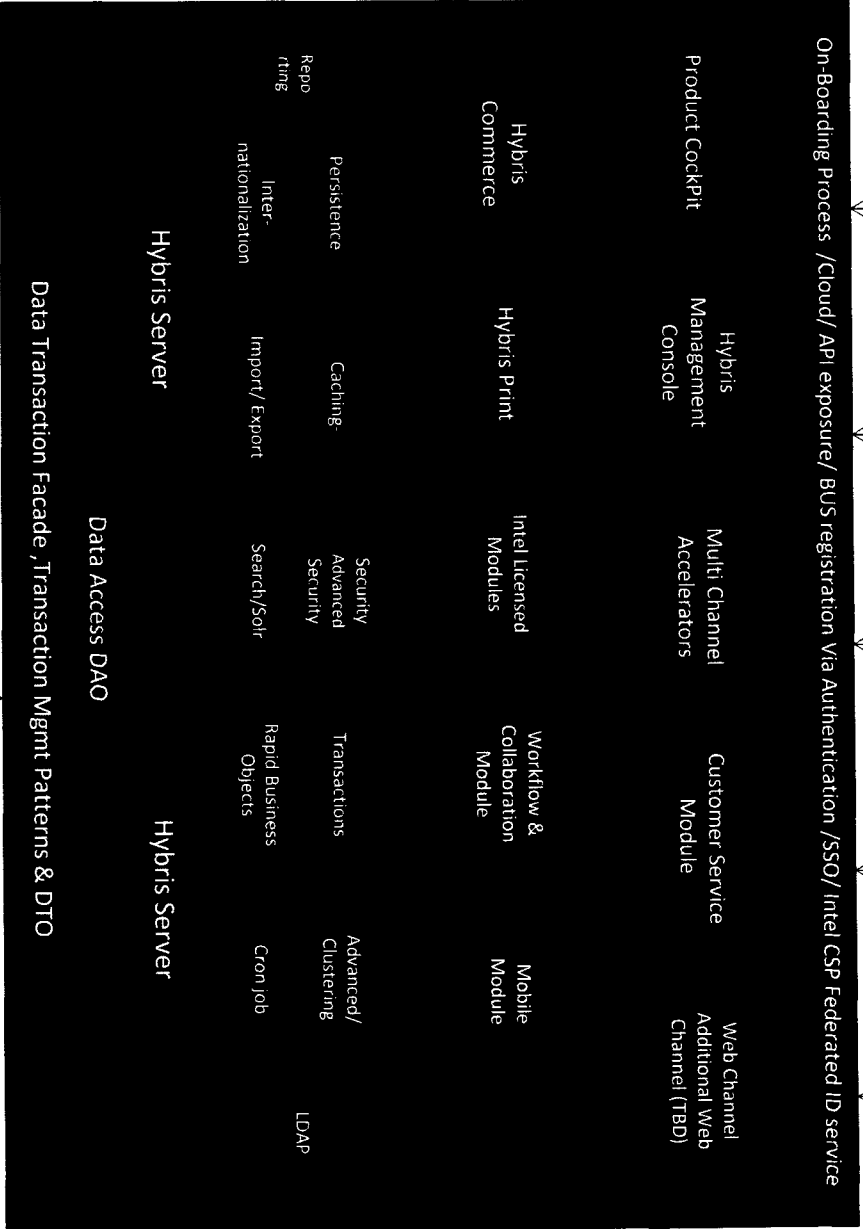 On-Boarding Process /Cloud/ API exposure/ BUS registration Via Authentication /SSO/ Intel CSP Federated ID service
Product CockPit
Hybris
Management
Console
Multi Channel
Accelerators
Customer Service
Module
Web Channel
Additional Web
Channel (TBD)
Hybris
Commerce
Hybris Print
Intel Licensed
Modules
Workflow &
Collaboration
Module
Mobile
Module
Repo
rting
Persistence
Caching-
Security
Advanced
Security
Transactions
Advanced/
Clustering
LDAP
Inter-
nationalization
Import/ Export
Search/Solr
Rapid Business
Objects
Cron job
Hybris Server
Hybris Server
Data Access DAO
Data Transaction Facade ,Transaction Mgmt Patterns & DTO